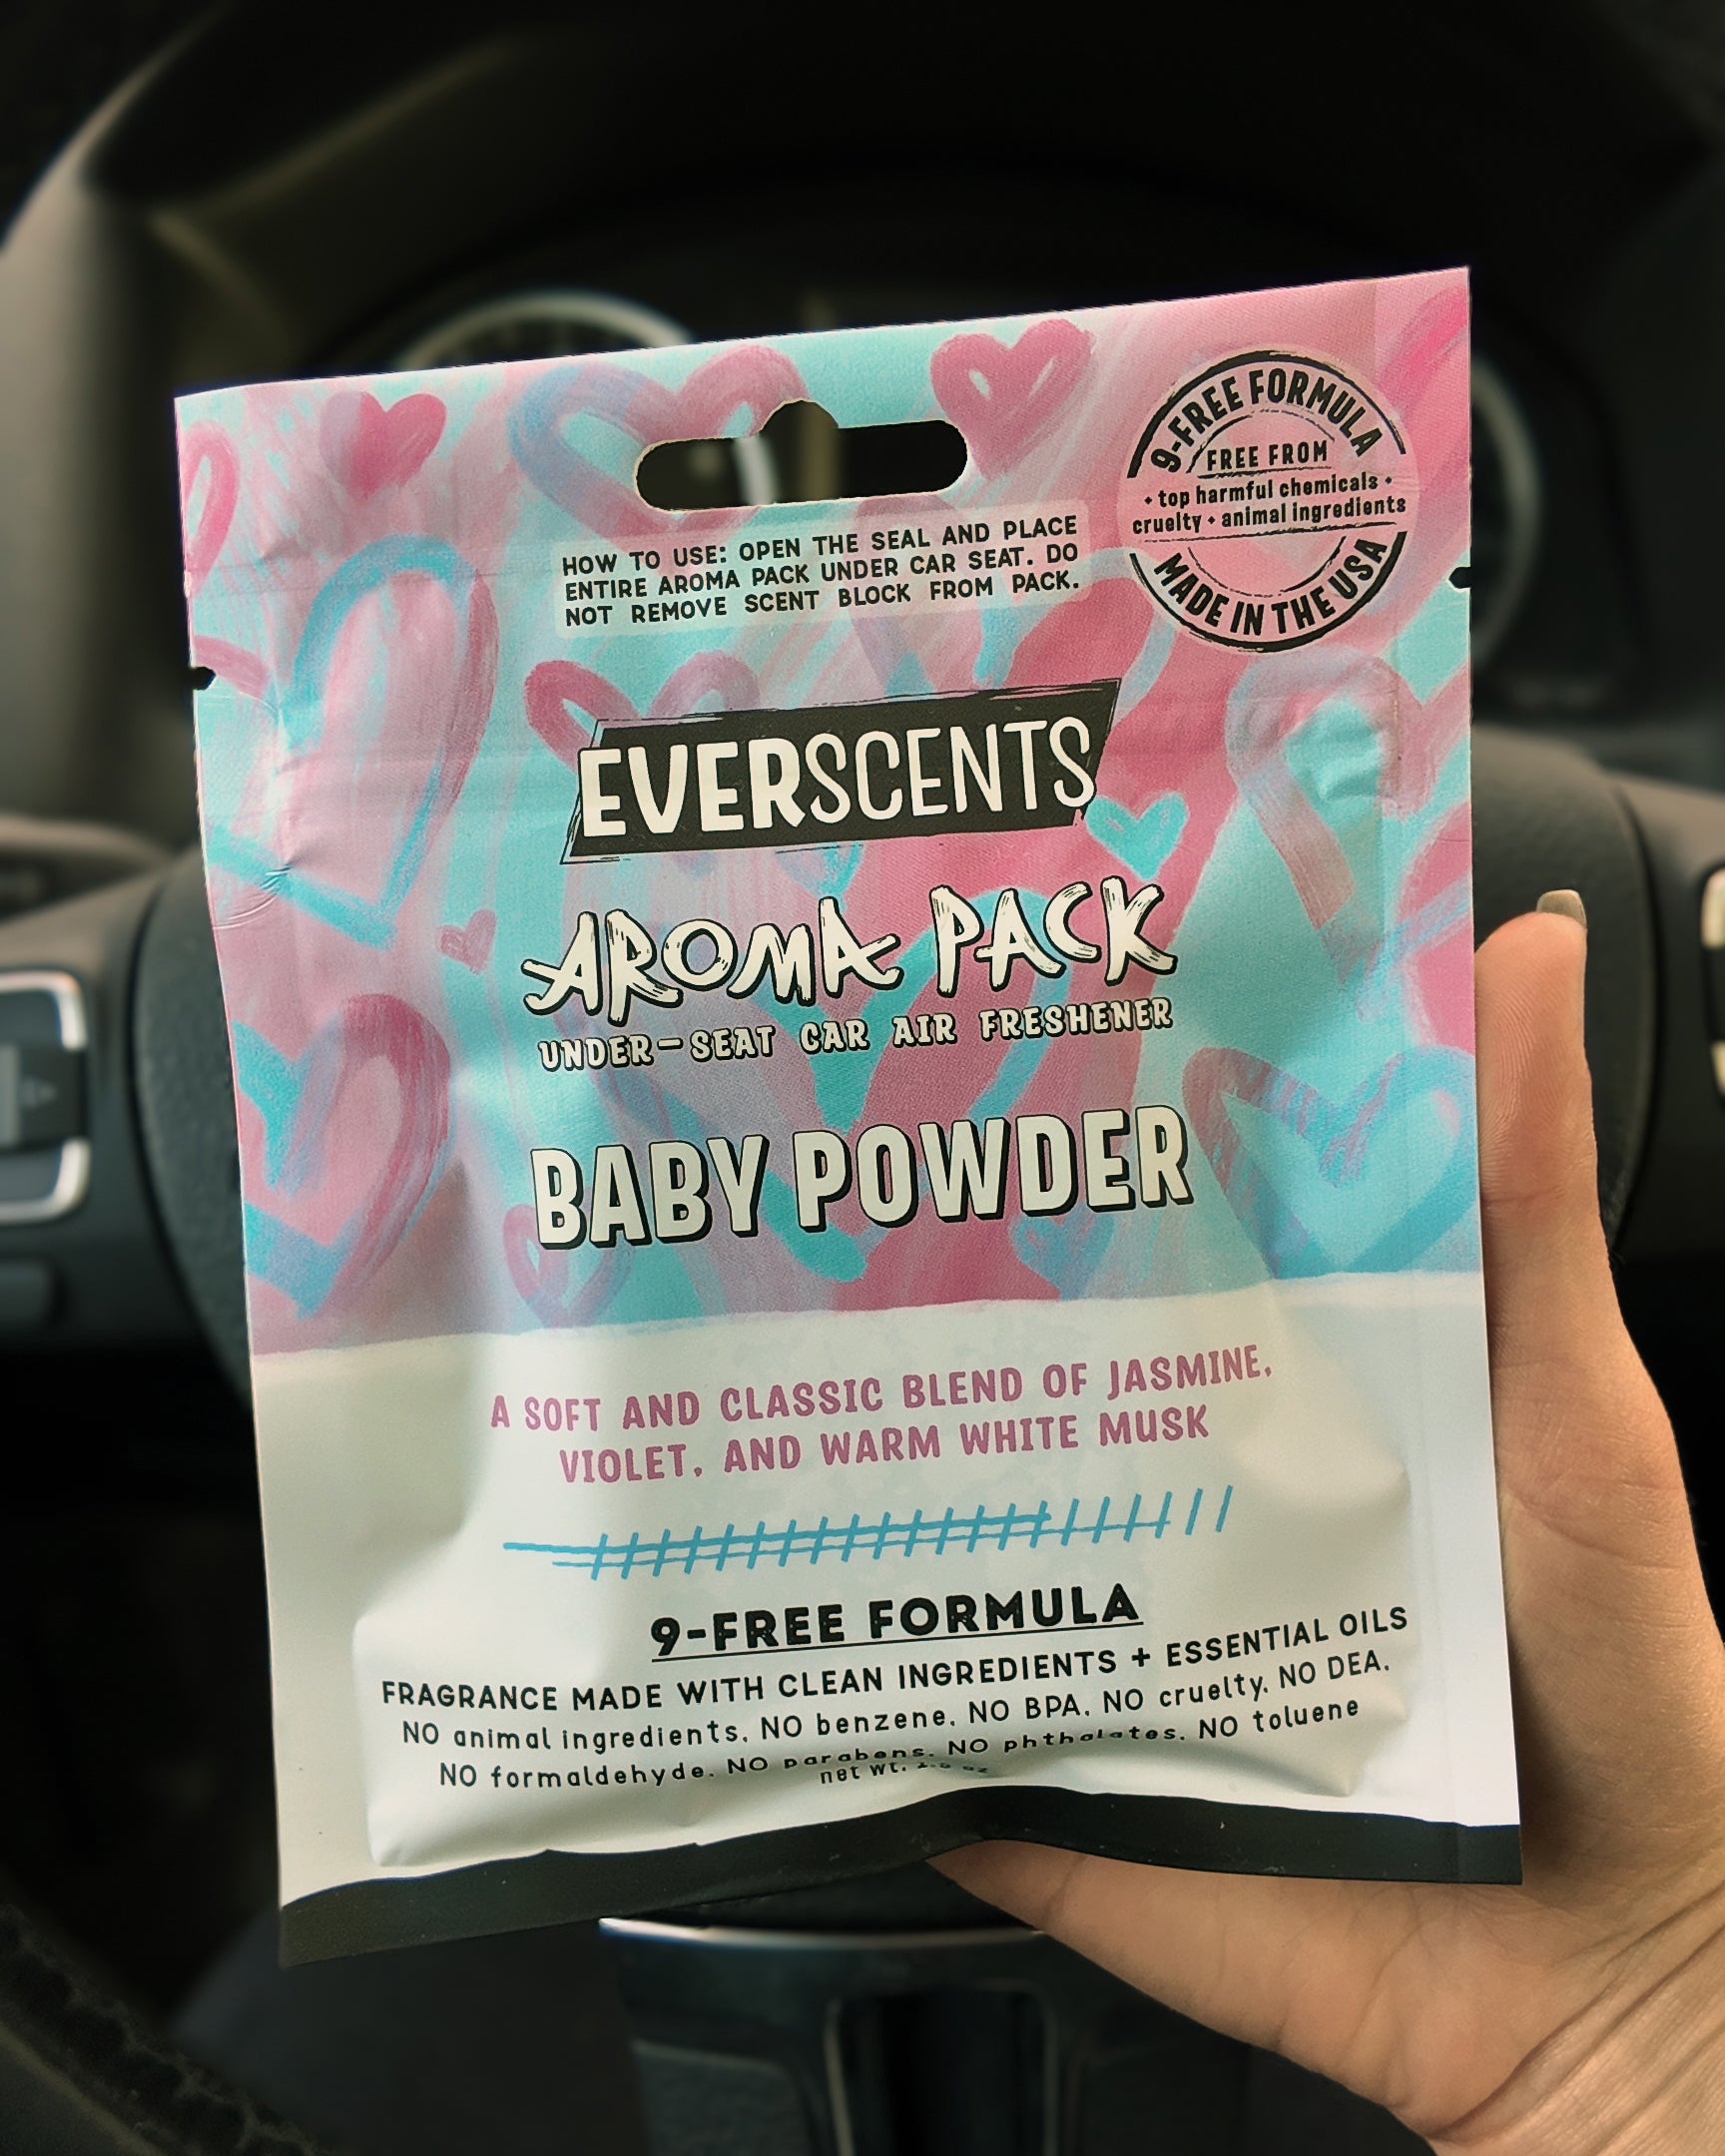 9-FREE FORMULA
FREE FROM
• top harmful chemicals •
cruelty • animal ingredients
MADE IN THE USA
HOW TO USE: OPEN THE SEAL AND PLACE
ENTIRE AROMA PACK UNDER CAR SEAT. DO
NOT REMOVE SCENT BLOCK FROM PACK.
EVERSCENTS
AROMA PACK
UNDER-SEAT CAR AIR FRESHENER
BABY POWDER
A SOFT AND CLASSIC BLEND OF JASMINE,
VIOLET, AND WARM WHITE MUSK
9-FREE FORMULA
FRAGRANCE MADE WITH CLEAN INGREDIENTS + ESSENTIAL OILS
NO animal ingredients, NO benzene, NO BPA, NO cruelty, NO DEA,
NO formaldehyde, NO parabens, NO phthalates, NO toluene
net wt.